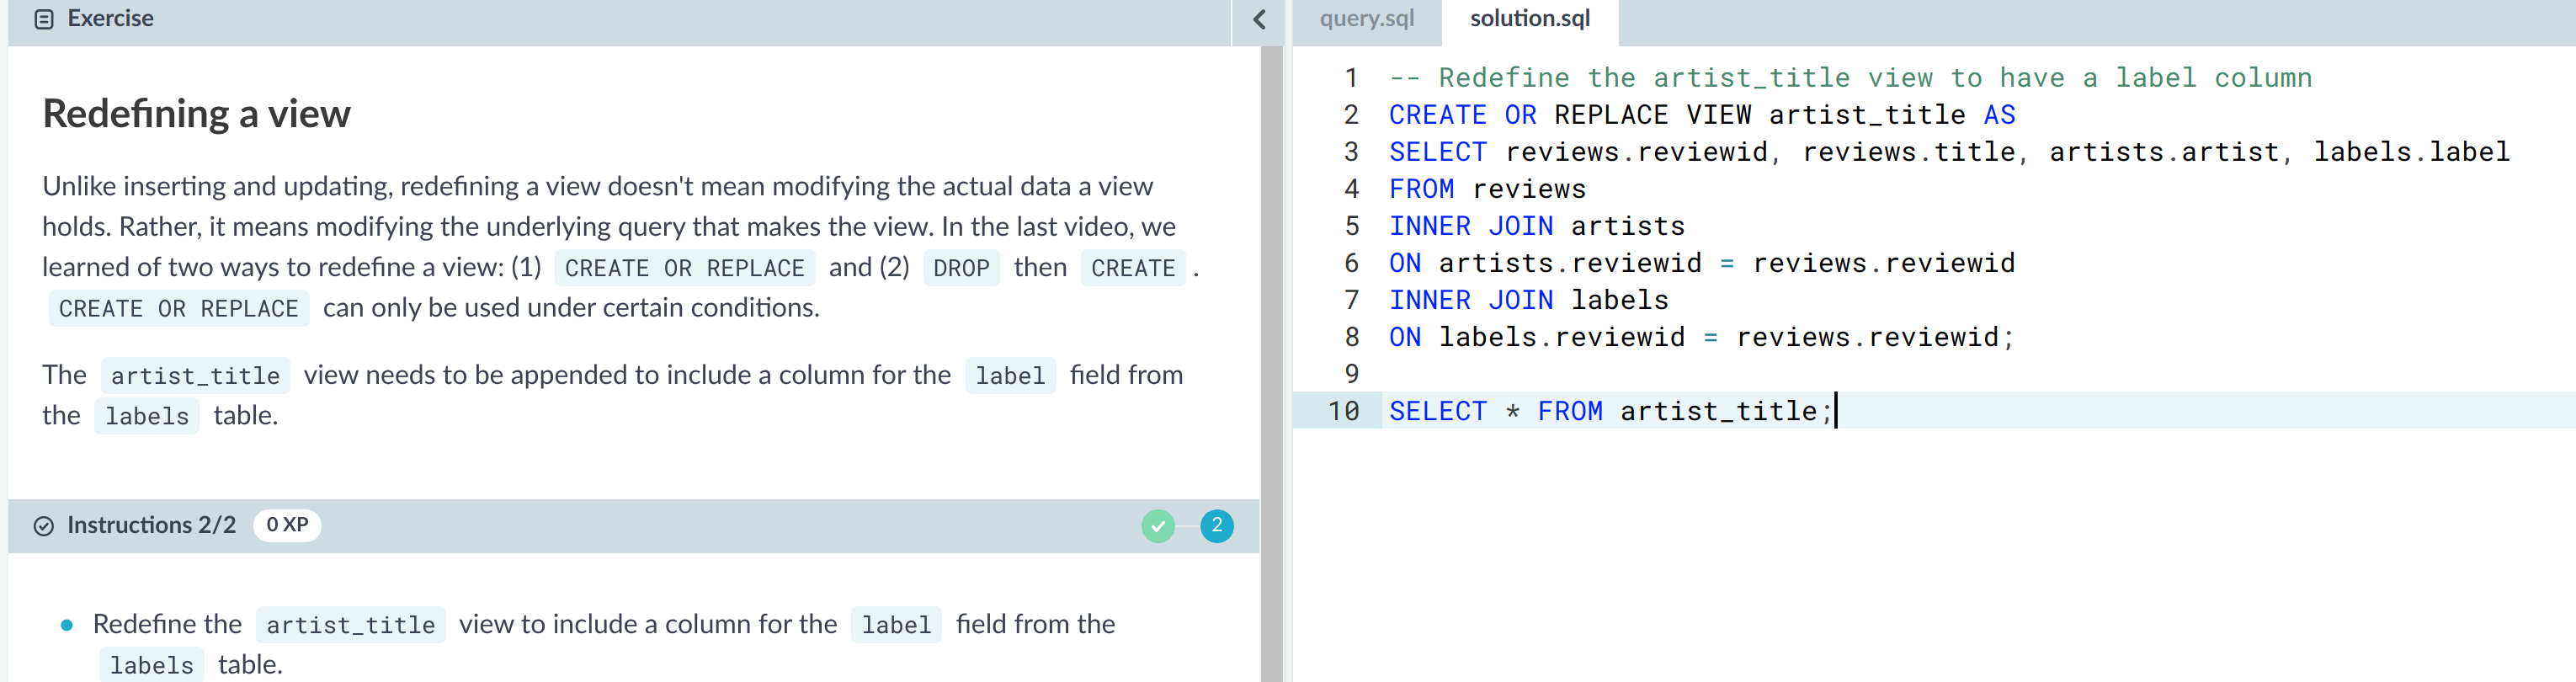 Exercise
Redefining a view
Unlike inserting and updating, redefining a view doesn't mean modifying the actual data a view
holds. Rather, it means modifying the underlying query that makes the view. In the last video, we
learned of two ways to redefine a view: (1) CREATE OR REPLACE and (2) DROP then CREATE .
CREATE OR REPLACE can only be used under certain conditions.
The artist_title view needs to be appended to include a column for the label field from
the labels table.
Instructions 2/2 0 XP 2
Redefine the artist_title view to include a column for the label field from the
labels table.
query.sql solution.sql
1 -- Redefine the artist_title view to have a label column
2 CREATE OR REPLACE VIEW artist_title AS
3 SELECT reviews.reviewid, reviews.title, artists.artist, labels.label
4 FROM reviews
5 INNER JOIN artists
6 ON artists.reviewid = reviews.reviewid
7 INNER JOIN labels
8 ON labels.reviewid = reviews.reviewid;
9
10 SELECT * FROM artist_title;